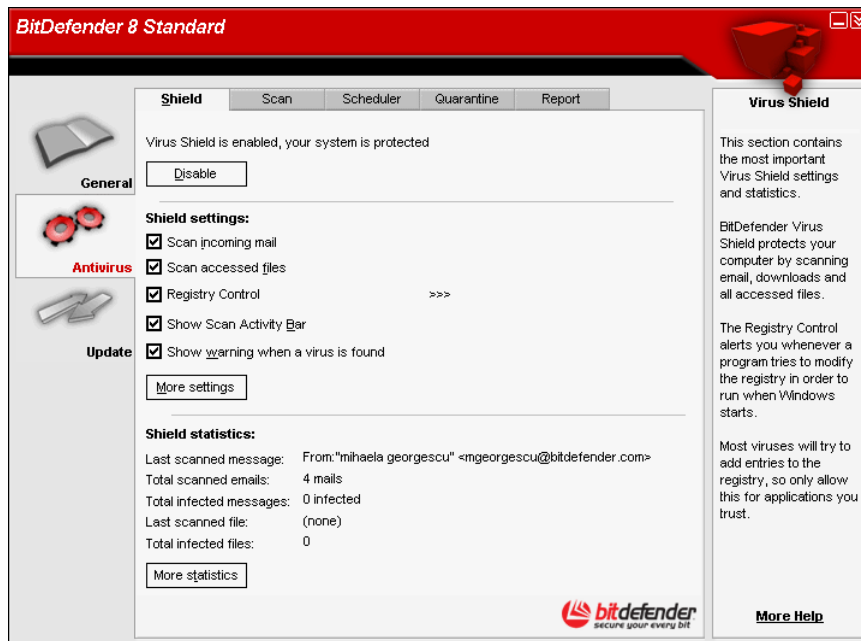 BitDefender 8 Standard
General
Antivirus
Update
Shield
Scan
Scheduler
Quarantine
Report
Virus Shield is enabled, your system is protected
Disable
Shield settings:
Scan incoming mail
Scan accessed files
Registry Control >>>
Show Scan Activity Bar
Show warning when a virus is found
More settings
Shield statistics:
Last scanned message: From:"mihaela georgescu" <mgeorgescu@bitdefender.com>
Total scanned emails: 4 mails
Total infected messages: 0 infected
Last scanned file: (none)
Total infected files: 0
More statistics
bitdefender
secure your every bit
Virus Shield
This section contains
the most important
Virus Shield settings
and statistics.
BitDefender Virus
Shield protects your
computer by scanning
email, downloads and
all accessed files.
The Registry Control
alerts you whenever a
program tries to modify
the registry in order to
run when Windows
starts.
Most viruses will try to
add entries to the
registry, so only allow
this for applications you
trust.
More Help